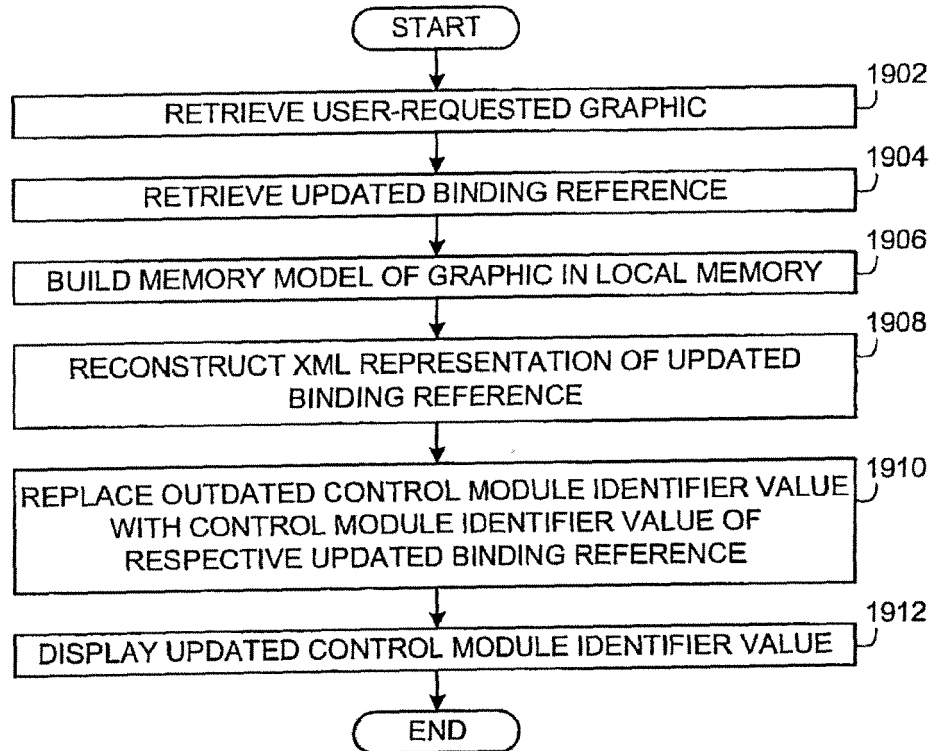 START
1902
RETRIEVE USER-REQUESTED GRAPHIC
1904
RETRIEVE UPDATED BINDING REFERENCE
1906
BUILD MEMORY MODEL OF GRAPHIC IN LOCAL MEMORY
1908
RECONSTRUCT XML REPRESENTATION OF UPDATED
BINDING REFERENCE
1910
REPLACE OUTDATED CONTROL MODULE IDENTIFIER VALUE
WITH CONTROL MODULE IDENTIFIER VALUE OF
RESPECTIVE UPDATED BINDING REFERENCE
1912
DISPLAY UPDATED CONTROL MODULE IDENTIFIER VALUE
END